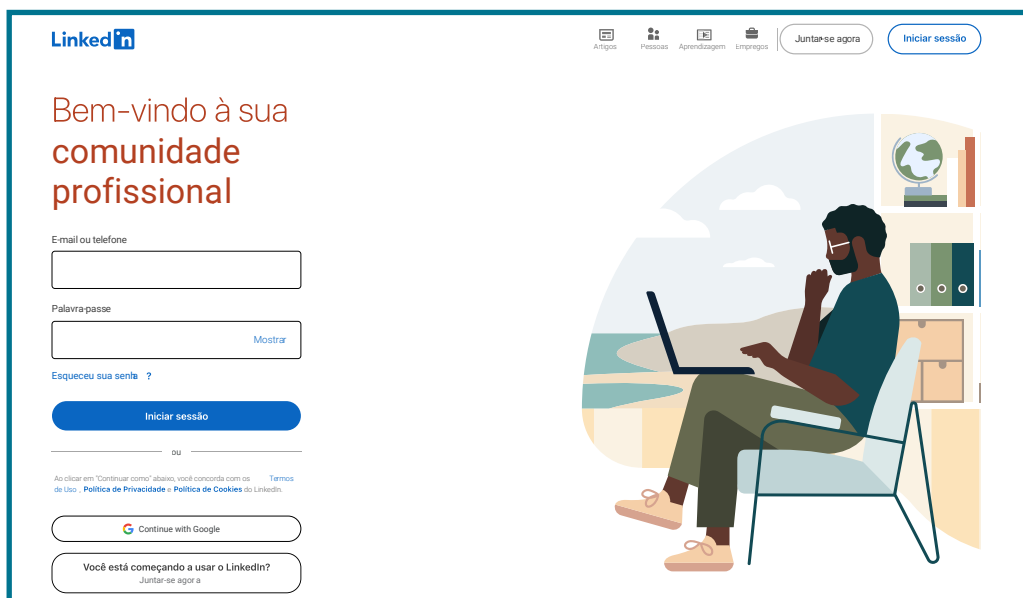 Linked in
Artigos Pessoas Aprendizagem Empregos Juntar-se agora Iniciar sessão
Bem-vindo à sua
comunidade
profissional
E-mail ou telefone
Palavra-passe
Mostrar
Esqueceu sua senha ?
Iniciar sessão
ou
Ao clicar em "Continuar como" abaixo, você concorda com os Termos
de Uso , Política de Privacidade e Política de Cookies do LinkedIn.
Continue with Google
Você está começando a usar o LinkedIn?
Juntar-se agora